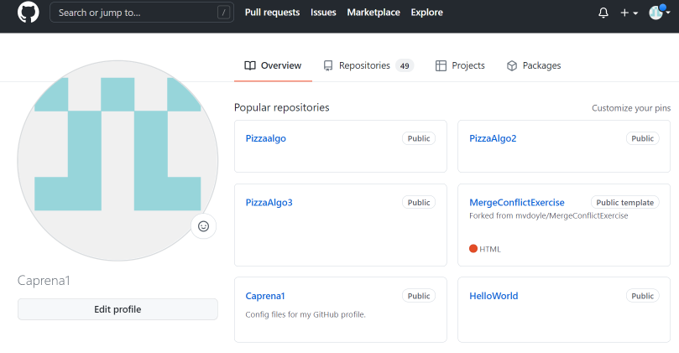 Search or jump to... /
Pull requests Issues Marketplace Explore
Overview Repositories 49 Projects Packages
Popular repositories Customize your pins
Pizzaalgo Public
PizzaAlgo2 Public
PizzaAlgo3 Public
MergeConflictExercise Public template
Forked from mvdoyle/MergeConflictExercise
HTML
Caprena1
Edit profile
Caprena1 Public
Config files for my GitHub profile.
HelloWorld Public